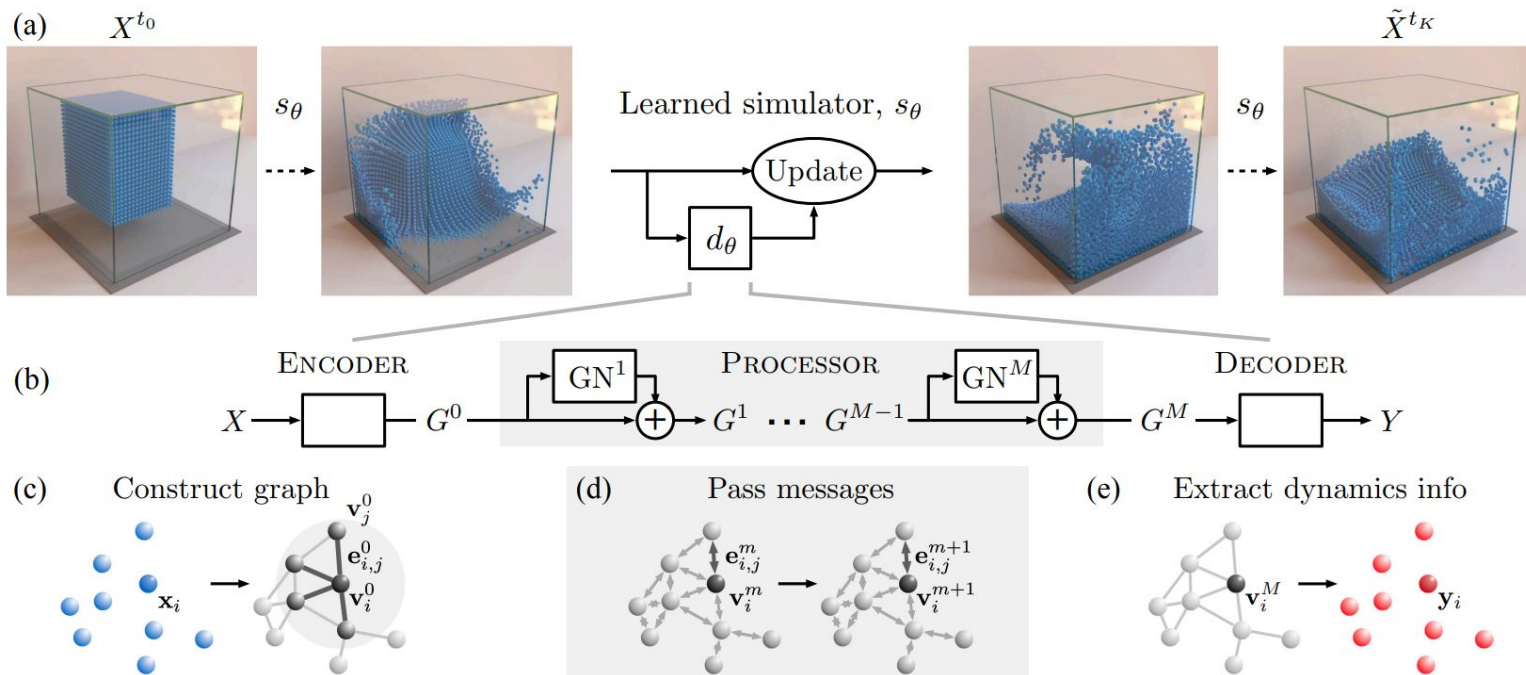 (a)
X^{t_0}
s_θ
Learned simulator, s_θ
Update
d_θ
s_θ
X̃^{t_K}
(b)
ENCODER
PROCESSOR
DECODER
X
G^0
GN^1
+
G^1
...
G^{M-1}
GN^M
+
G^M
Y
(c)
Construct graph
x_i
v_j^0
e_{i,j}^0
v_i^0
(d)
Pass messages
e_{i,j}^m
v_i^m
e_{i,j}^{m+1}
v_i^{m+1}
(e)
Extract dynamics info
v_i^M
y_i